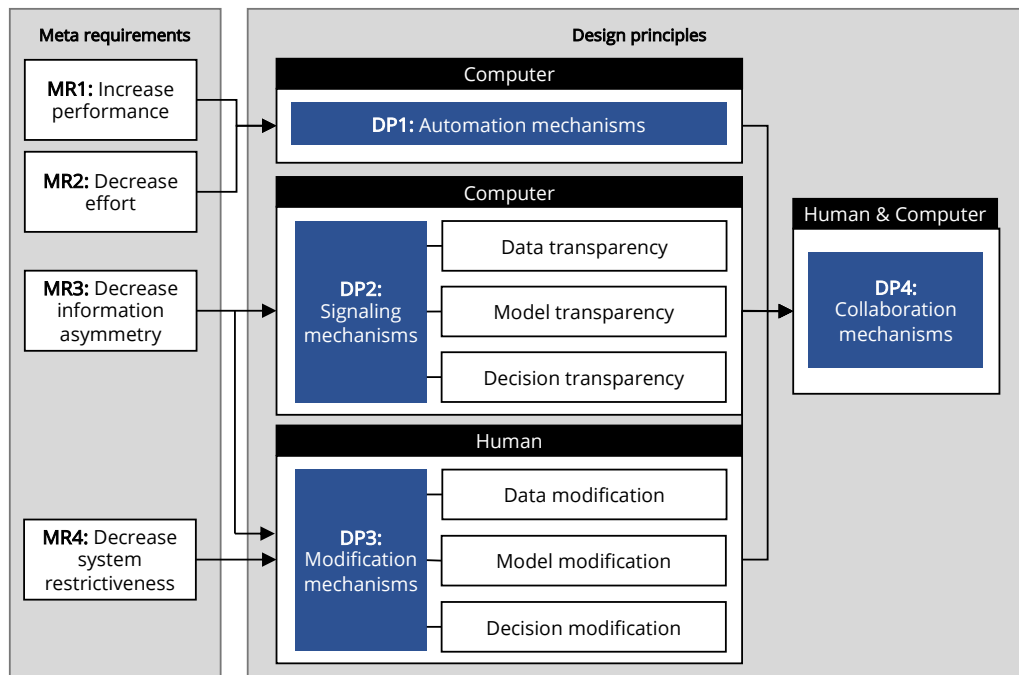 Meta requirements
MR1: Increase
performance
MR2: Decrease
effort
MR3: Decrease
information
asymmetry
MR4: Decrease
system
restrictiveness
Design principles
Computer
DP1: Automation mechanisms
Computer
DP2:
Signaling
mechanisms
Data transparency
Model transparency
Decision transparency
Human
DP3:
Modification
mechanisms
Data modification
Model modification
Decision modification
Human & Computer
DP4:
Collaboration
mechanisms